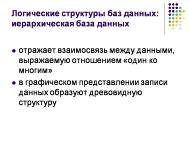 Логические структуры баз данных:
иерархическая база данных
отражает взаимосвязь между данными,
выражаемую отношением «один ко
многим»
в графическом представлении записи
данных образуют древовидную
структуру